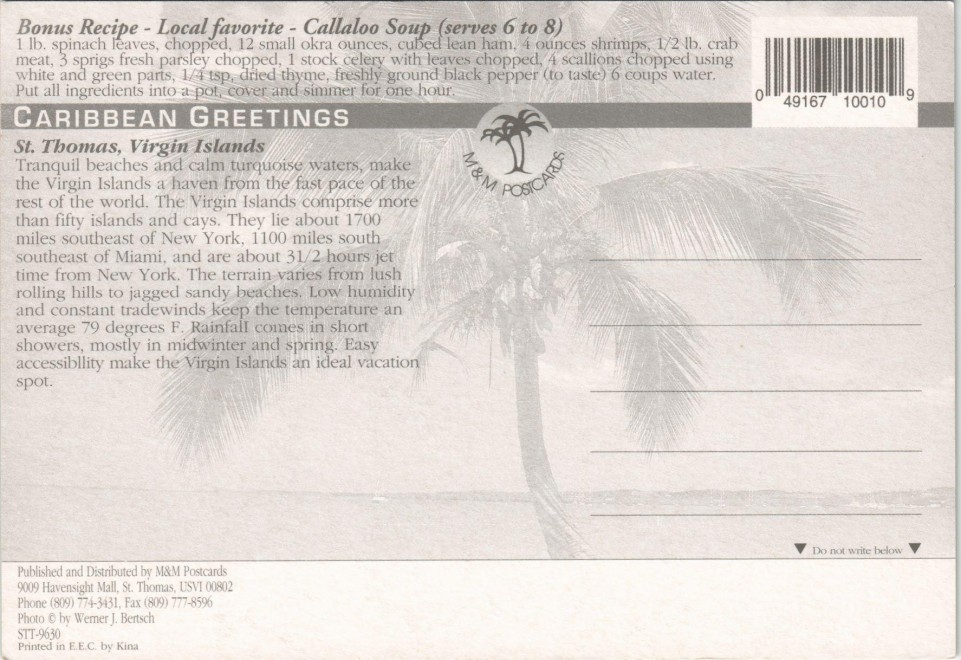 Bonus Recipe - Local favorite - Callaloo Soup (serves 6 to 8)
1 lb. spinach leaves, chopped, 12 small okra ounces, cubed lean ham, 4 ounces shrimps, 1/2 lb. crab
meat, 3 sprigs fresh parsley chopped, 1 stock celery with leaves chopped, 4 scallions chopped using
white and green parts, 1/4 tsp, dried thyme, freshly ground black pepper (to taste) 6 coups water.
Put all ingredients into a pot, cover and simmer for one hour.
0 49167 10010 9
CARIBBEAN GREETINGS
M&M POSTCARDS
St. Thomas, Virgin Islands
Tranquil beaches and calm turquoise waters, make
the Virgin Islands a haven from the fast pace of the
rest of the world. The Virgin Islands comprise more
than fifty islands and cays. They lie about 1700
miles southeast of New York, 1100 miles south
southeast of Miami, and are about 31/2 hours jet
time from New York. The terrain varies from lush
rolling hills to jagged sandy beaches. Low humidity
and constant tradewinds keep the temperature an
average 79 degrees F. Rainfall comes in short
showers, mostly in midwinter and spring. Easy
accessibllity make the Virgin Islands an ideal vacation
spot.
▼ Do not write below ▼
Published and Distributed by M&M Postcards
9009 Havensight Mall, St. Thomas, USVI 00802
Phone (809) 774-3431, Fax (809) 777-8596
Photo © by Werner J. Bertsch
STT-9630
Printed in E.E.C. by Kina